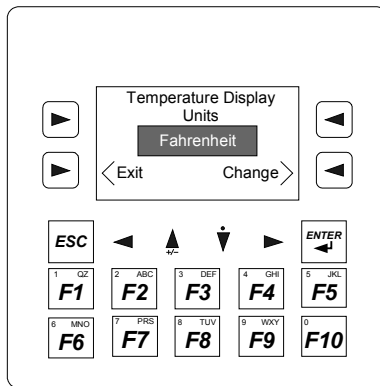 Temperature Display
Units
Fahrenheit
Exit Change
ESC +/- ENTER
1 QZ 2 ABC 3 DEF 4 GHI 5 JKL
F1 F2 F3 F4 F5
6 MNO 7 PRS 8 TUV 9 WXY 0
F6 F7 F8 F9 F10